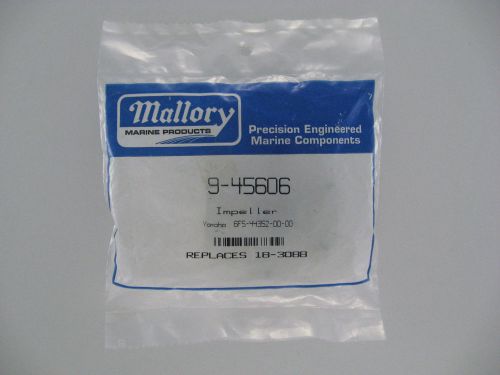 Mallory
MARINE PRODUCTS
Precision Engineered
Marine Components
9-45606
Impeller
Yamaha 6F5-44352-00-00
REPLACES 18-3088